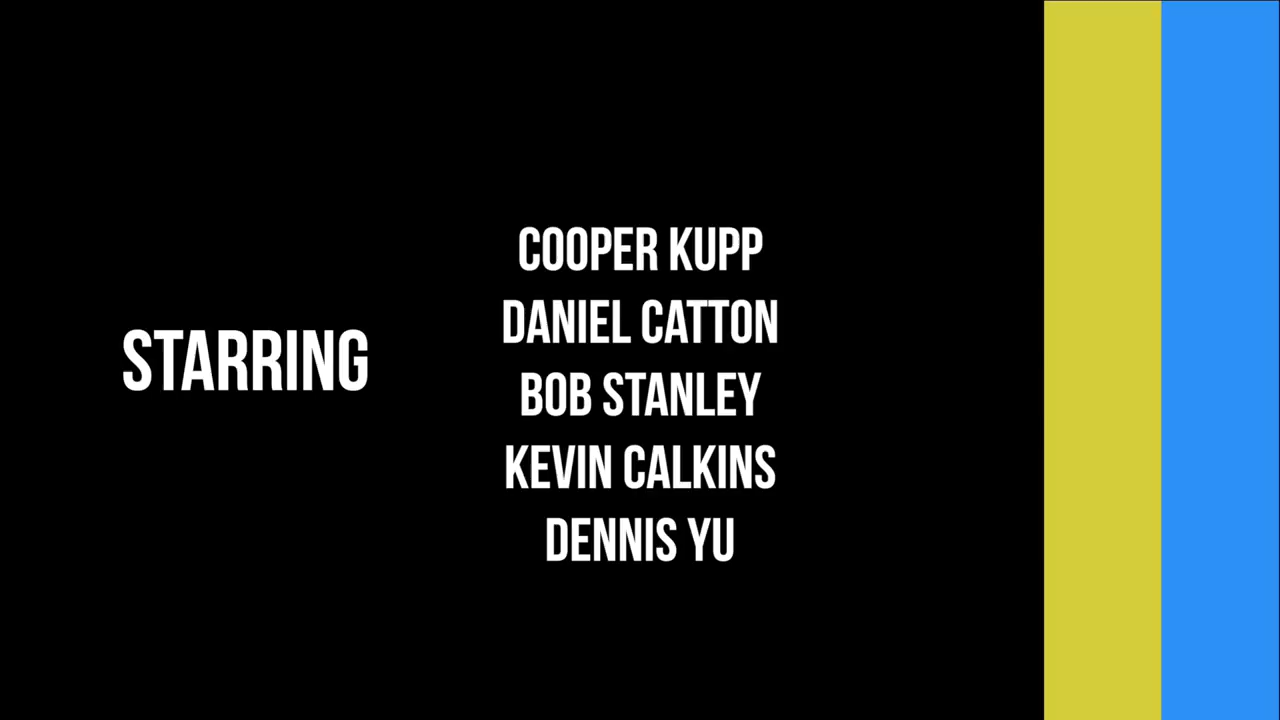 STARRING
COOPER KUPP
DANIEL CATTON
BOB STANLEY
KEVIN CALKINS
DENNIS YU